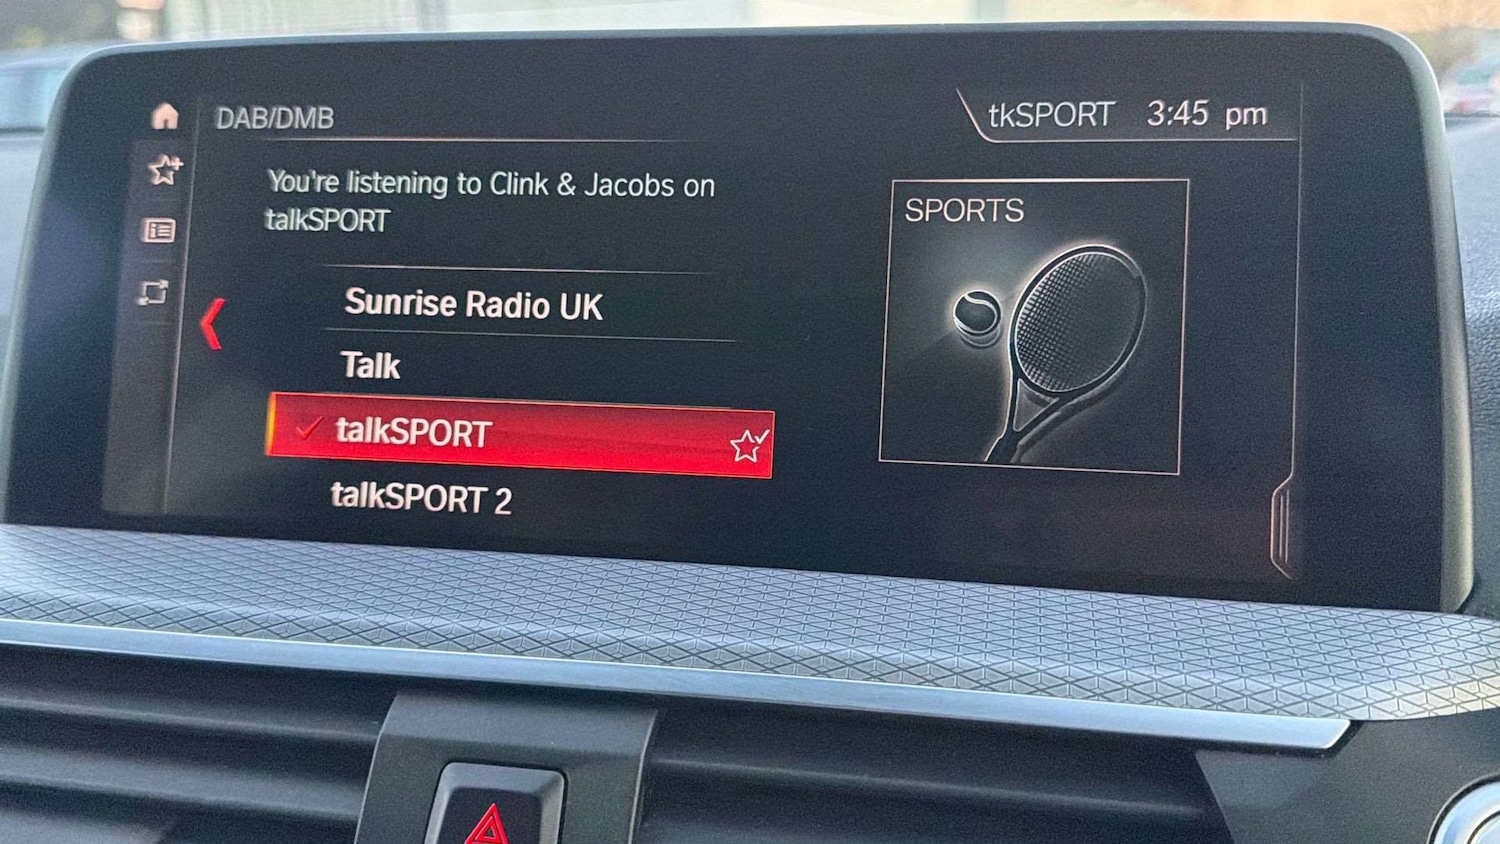 DAB/DMB
tkSPORT 3:45 pm
You're listening to Clink & Jacobs on
talkSPORT
SPORTS
Sunrise Radio UK
Talk
talkSPORT
talkSPORT 2